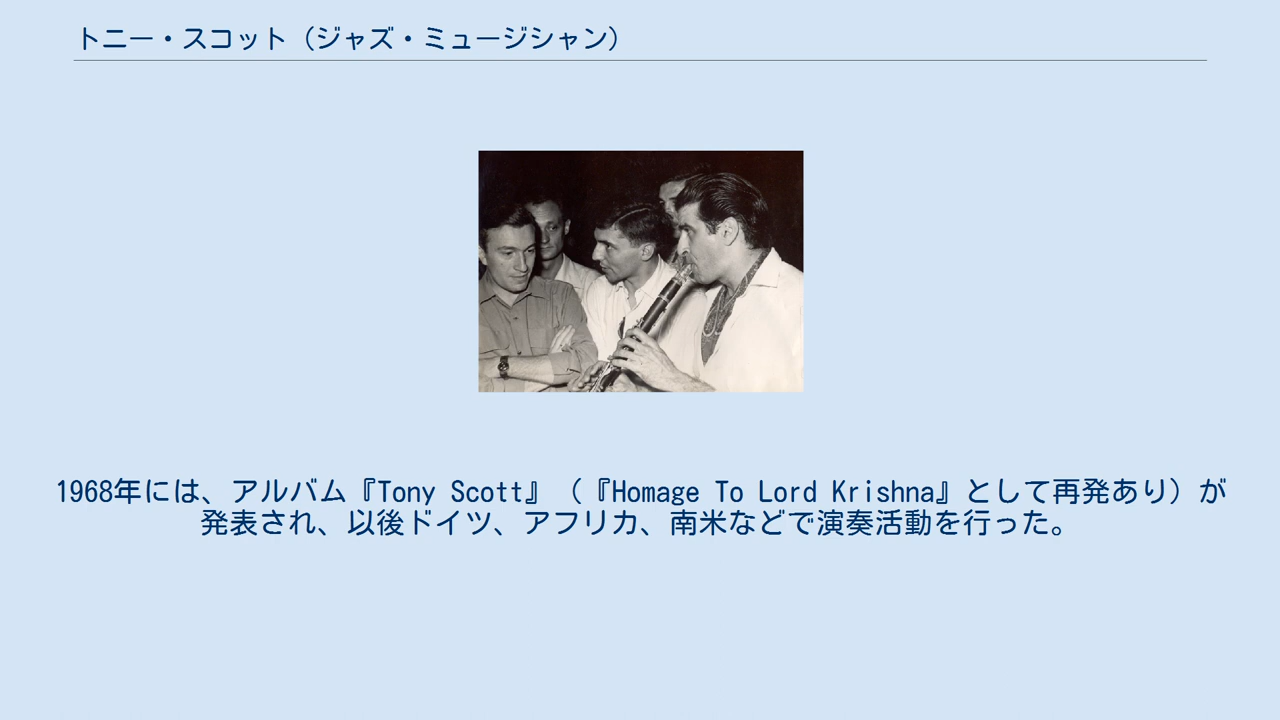 トニー・スコット（ジャズ・ミュージシャン）
1968年には、アルバム『Tony Scott』（『Homage To Lord Krishna』として再発あり）が
発表され、以後ドイツ、アフリカ、南米などで演奏活動を行った。